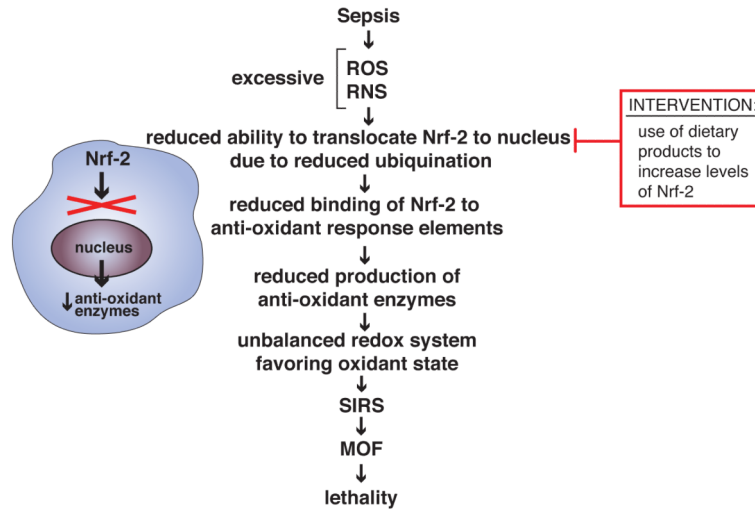 Sepsis
excessive
ROS
RNS
reduced ability to translocate Nrf-2 to nucleus
due to reduced ubiquination
INTERVENTION:
use of dietary
products to
increase levels
of Nrf-2
Nrf-2
nucleus
anti-oxidant
enzymes
reduced binding of Nrf-2 to
anti-oxidant response elements
reduced production of
anti-oxidant enzymes
unbalanced redox system
favoring oxidant state
SIRS
MOF
lethality